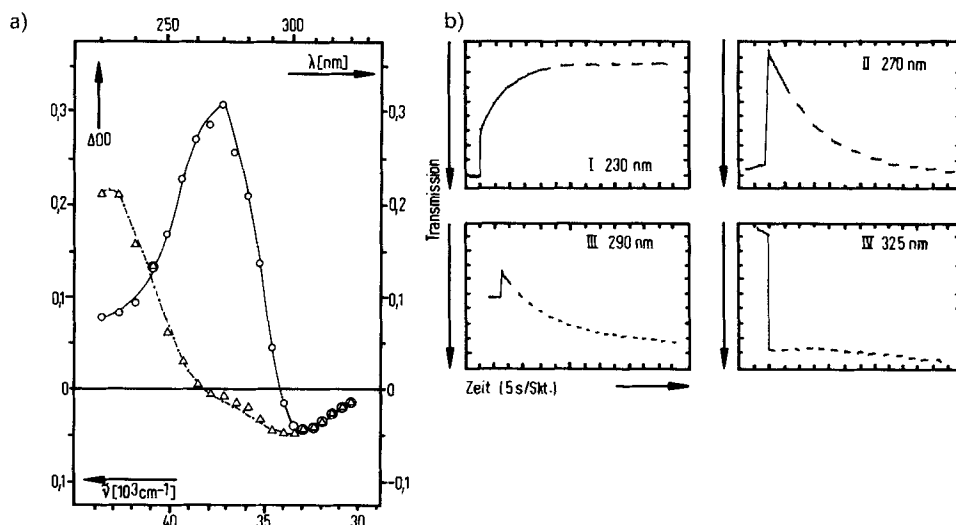 a)
250
300
λ[nm]
ΔOD
0,3
0,2
0,1
0
0,1
0,3
0,2
0,1
0
0,1
ν̃[10³cm⁻¹]
40
35
30
b)
Transmission
I 230 nm
II 270 nm
III 290 nm
IV 325 nm
Zeit (5s/Skt.)